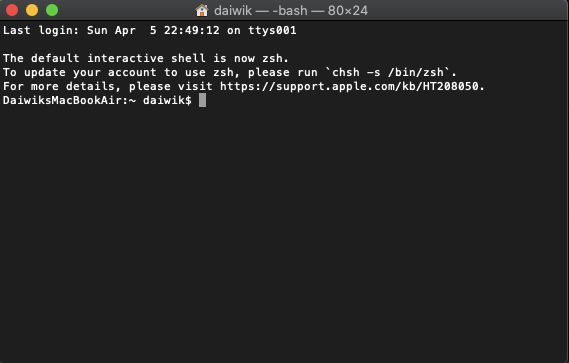 daiwik — -bash — 80×24
Last login: Sun Apr  5 22:49:12 on ttys001
The default interactive shell is now zsh.
To update your account to use zsh, please run `chsh -s /bin/zsh`.
For more details, please visit https://support.apple.com/kb/HT208050.
DaiwiksMacBookAir:~ daiwik$